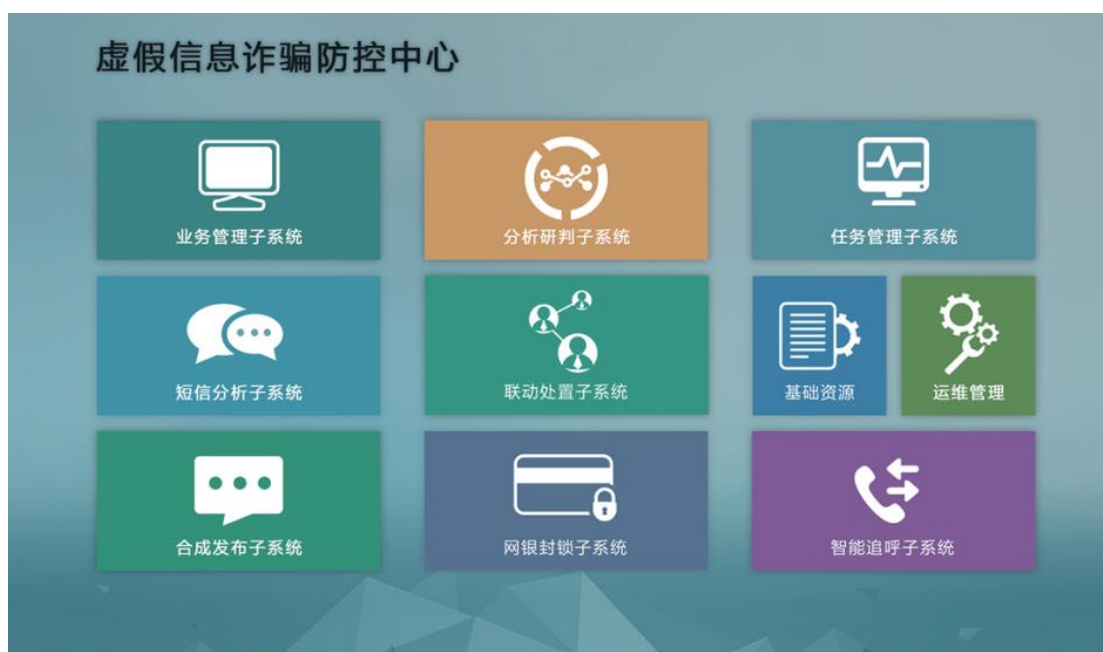 虚假信息诈骗防控中心
业务管理子系统
分析研判子系统
任务管理子系统
短信分析子系统
联动处置子系统
基础资源
运维管理
合成发布子系统
网银封锁子系统
智能追呼子系统